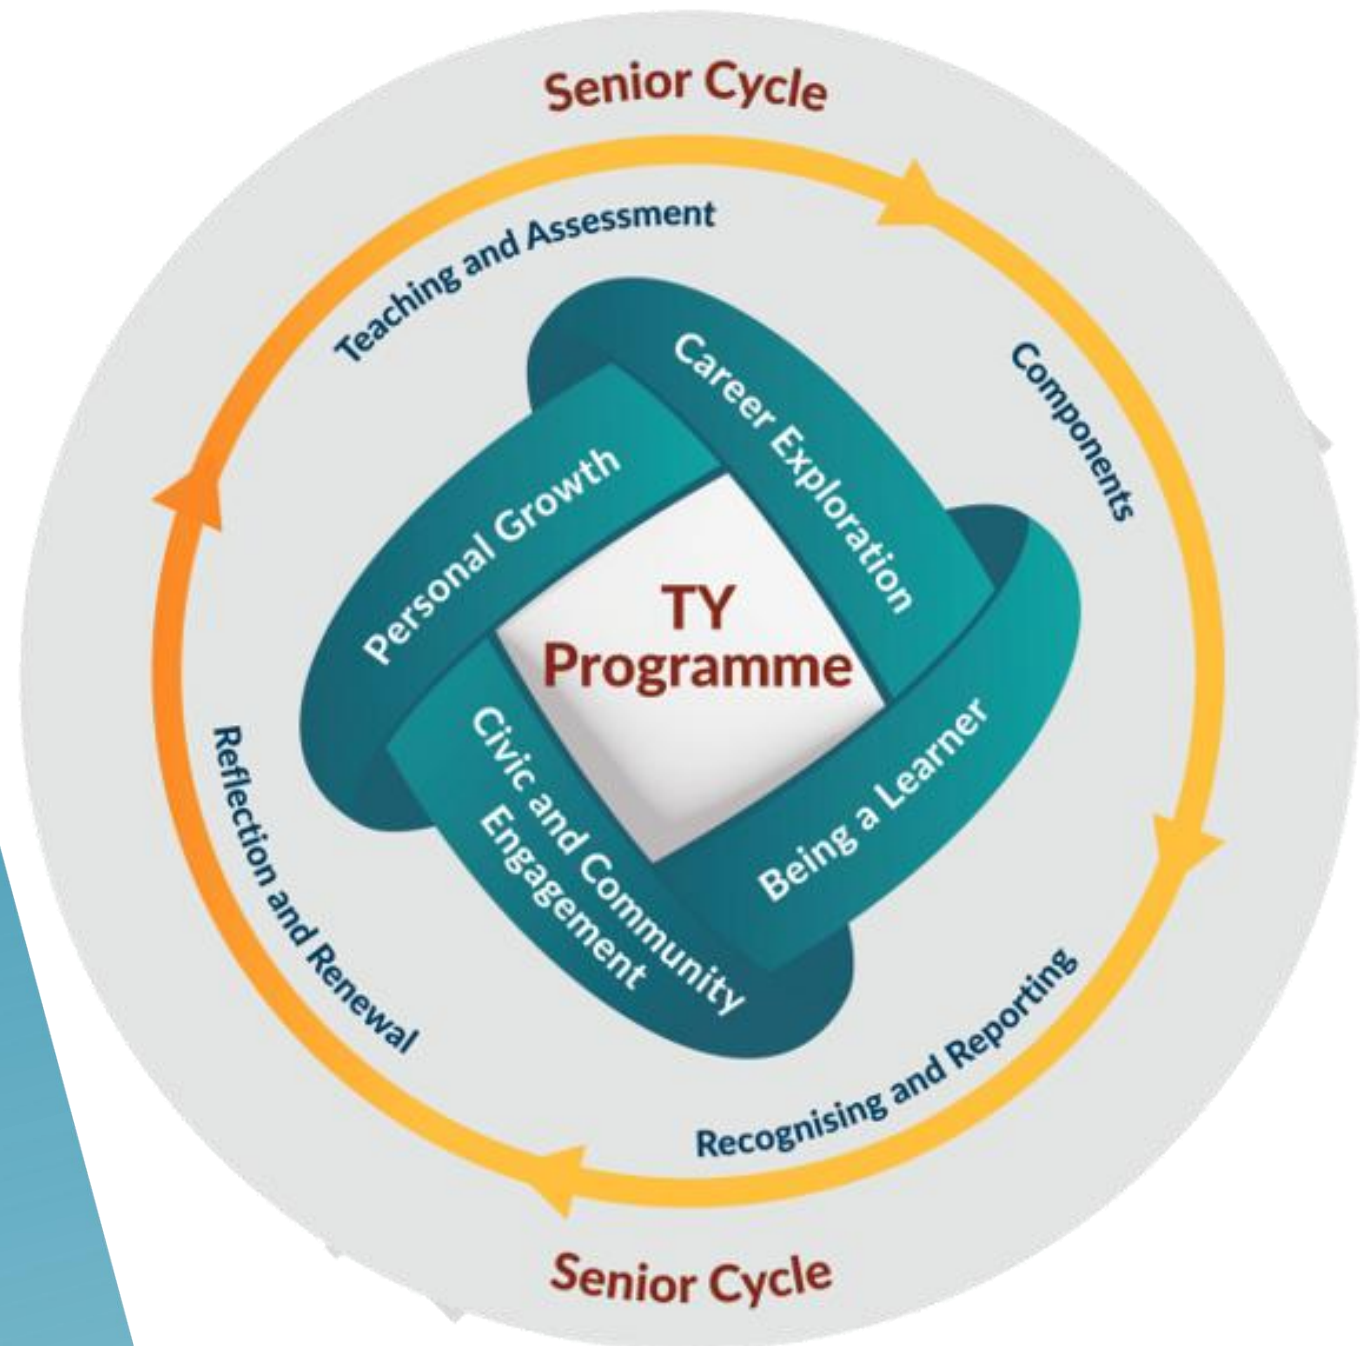 Senior Cycle
Teaching and Assessment
Components
Career Exploration
Personal Growth
TY
Programme
Being a Learner
Civic and Community
Engagement
Reflection and Renewal
Recognising and Reporting
Senior Cycle